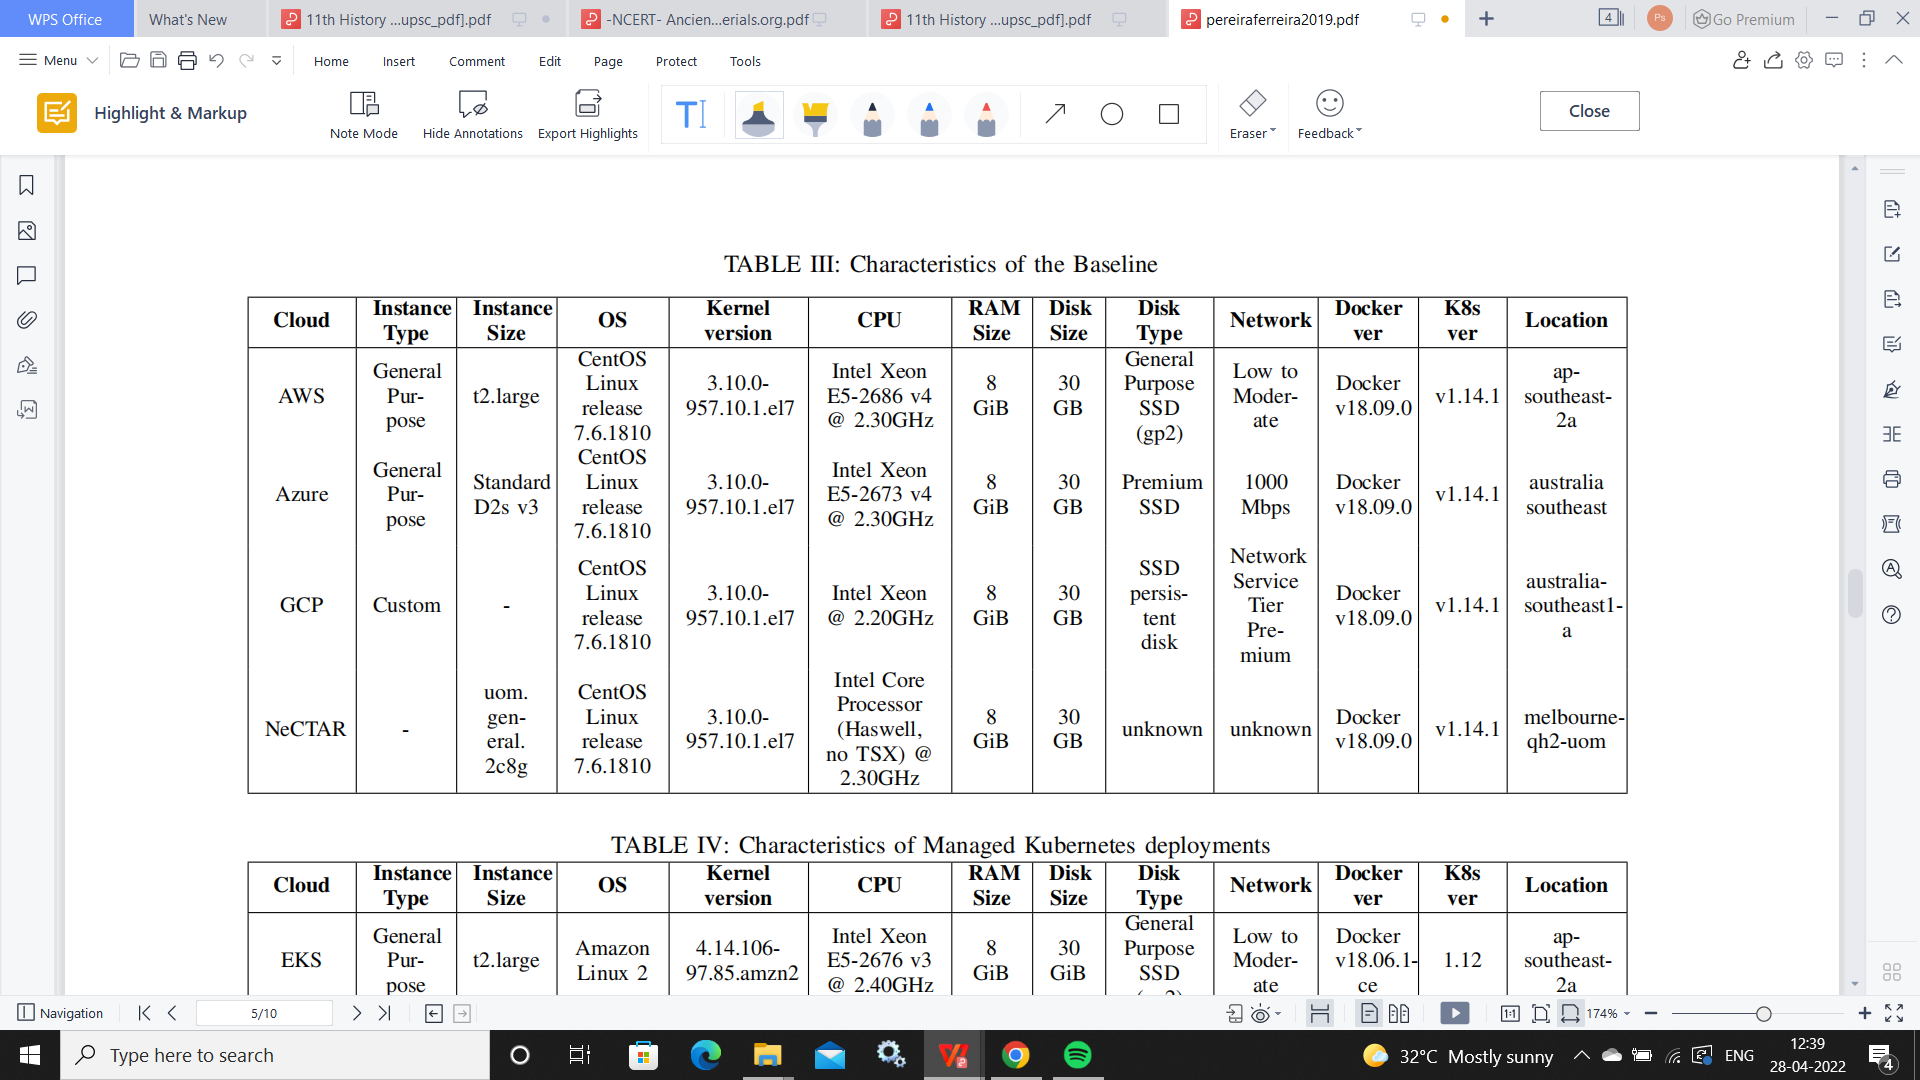 WPS Office
What's New
11th History ...upsc_pdf].pdf
-NCERT- Ancien...erials.org.pdf
11th History ...upsc_pdf].pdf
pereiraferreira2019.pdf
4
Ps
Go Premium
Menu
Home
Insert
Comment
Edit
Page
Protect
Tools
Highlight & Markup
Note Mode
Hide Annotations
Export Highlights
Eraser
Feedback
Close
TABLE III: Characteristics of the Baseline
Cloud
Instance
Type
Instance
Size
OS
Kernel
version
CPU
RAM
Size
Disk
Size
Disk
Type
Network
Docker
ver
K8s
ver
Location
AWS
General
Pur-
pose
t2.large
CentOS
Linux
release
7.6.1810
3.10.0-
957.10.1.el7
Intel Xeon
E5-2686 v4
@ 2.30GHz
8
GiB
30
GB
General
Purpose
SSD
(gp2)
Low to
Moder-
ate
Docker
v18.09.0
v1.14.1
ap-
southeast-
2a
Azure
General
Pur-
pose
Standard
D2s v3
CentOS
Linux
release
7.6.1810
3.10.0-
957.10.1.el7
Intel Xeon
E5-2673 v4
@ 2.30GHz
8
GiB
30
GB
Premium
SSD
1000
Mbps
Docker
v18.09.0
v1.14.1
australia
southeast
GCP
Custom
-
CentOS
Linux
release
7.6.1810
3.10.0-
957.10.1.el7
Intel Xeon
@ 2.20GHz
8
GiB
30
GB
SSD
persis-
tent
disk
Network
Service
Tier
Pre-
mium
Docker
v18.09.0
v1.14.1
australia-
southeast1-
a
NeCTAR
-
uom.
gen-
eral.
2c8g
CentOS
Linux
release
7.6.1810
3.10.0-
957.10.1.el7
Intel Core
Processor
(Haswell,
no TSX) @
2.30GHz
8
GiB
30
GB
unknown
unknown
Docker
v18.09.0
v1.14.1
melbourne-
qh2-uom
TABLE IV: Characteristics of Managed Kubernetes deployments
Cloud
Instance
Type
Instance
Size
OS
Kernel
version
CPU
RAM
Size
Disk
Size
Disk
Type
Network
Docker
ver
K8s
ver
Location
EKS
General
Pur-
pose
t2.large
Amazon
Linux 2
4.14.106-
97.85.amzn2
Intel Xeon
E5-2676 v3
@ 2.40GHz
8
GiB
30
GiB
General
Purpose
SSD
Low to
Moder-
ate
Docker
v18.06.1-
ce
1.12
ap-
southeast-
2a
Navigation
5/10
1:1
174%
Type here to search
32°C Mostly sunny
ENG
12:39
28-04-2022
4